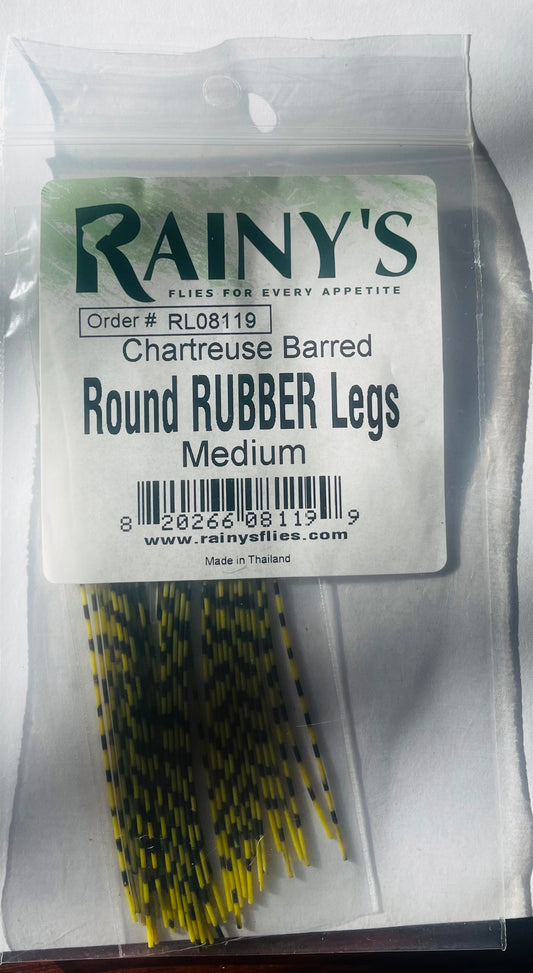 RAINY'S
FLIES FOR EVERY APPETITE
Order # RL08119
Chartreuse Barred
Round RUBBER Legs
Medium
8 20266 08119 9
www.rainysflies.com
Made in Thailand